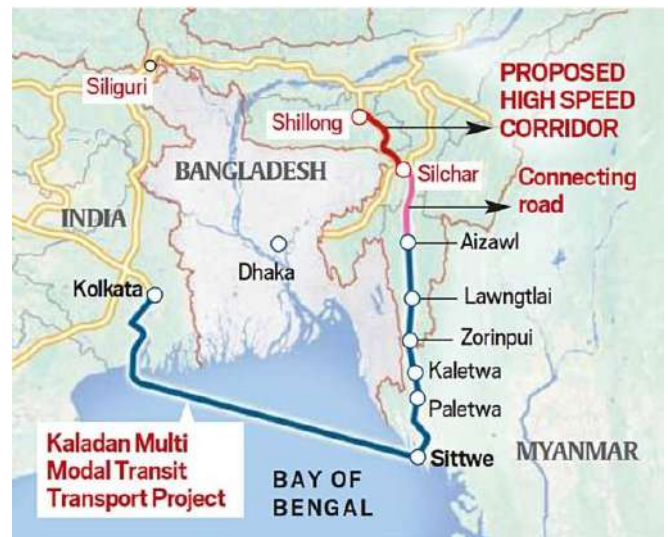 Siliguri
Shillong
PROPOSED
HIGH SPEED
CORRIDOR
BANGLADESH
Silchar
Connecting
road
INDIA
Dhaka
Aizawl
Kolkata
Lawngtlai
Zorinpui
Kaletwa
Paletwa
Kaladan Multi
Modal Transit
Transport Project
Sittwe
MYANMAR
BAY OF
BENGAL